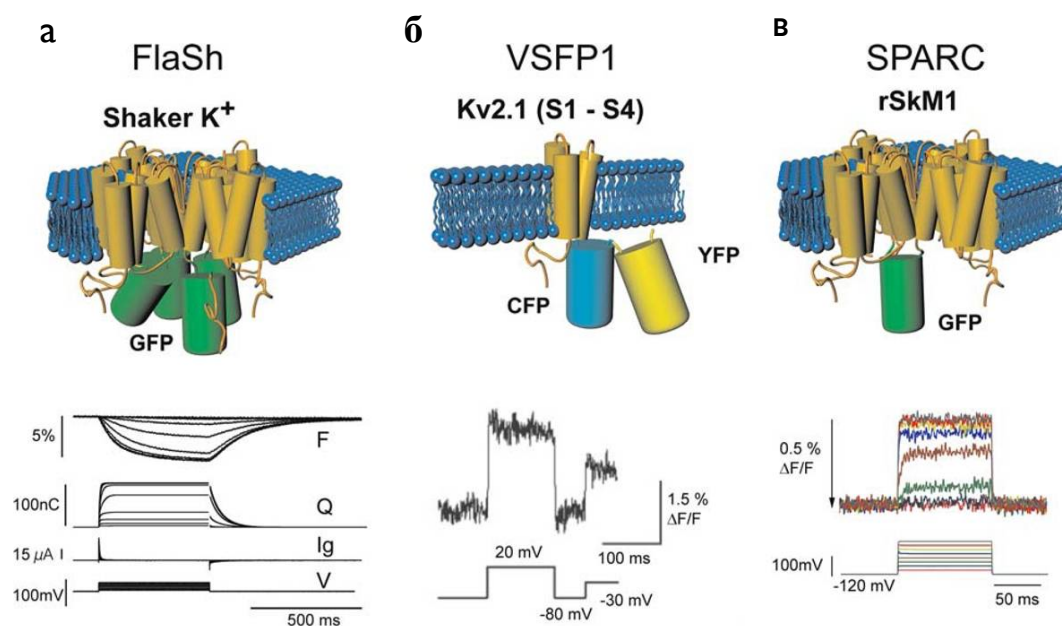 а
FlaSh
Shaker K+
GFP
5%
F
100nC
Q
15 µA
Ig
100mV
V
500 ms
б
VSFP1
Kv2.1 (S1 - S4)
CFP
YFP
1.5 %
ΔF/F
100 ms
20 mV
-80 mV
-30 mV
в
SPARC
rSkM1
GFP
0.5 %
ΔF/F
100mV
-120 mV
50 ms